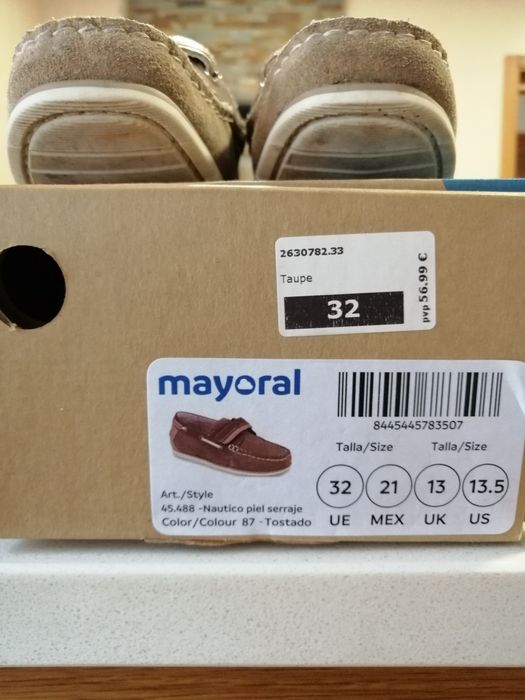 2630782.33
Taupe
32
pvp 56.99 €
mayoral
8445445783507
Talla/Size Talla/Size
32 21 13 13.5
UE MEX UK US
Art./Style
45.488 -Nautico piel serraje
Color/Colour 87 -Tostado